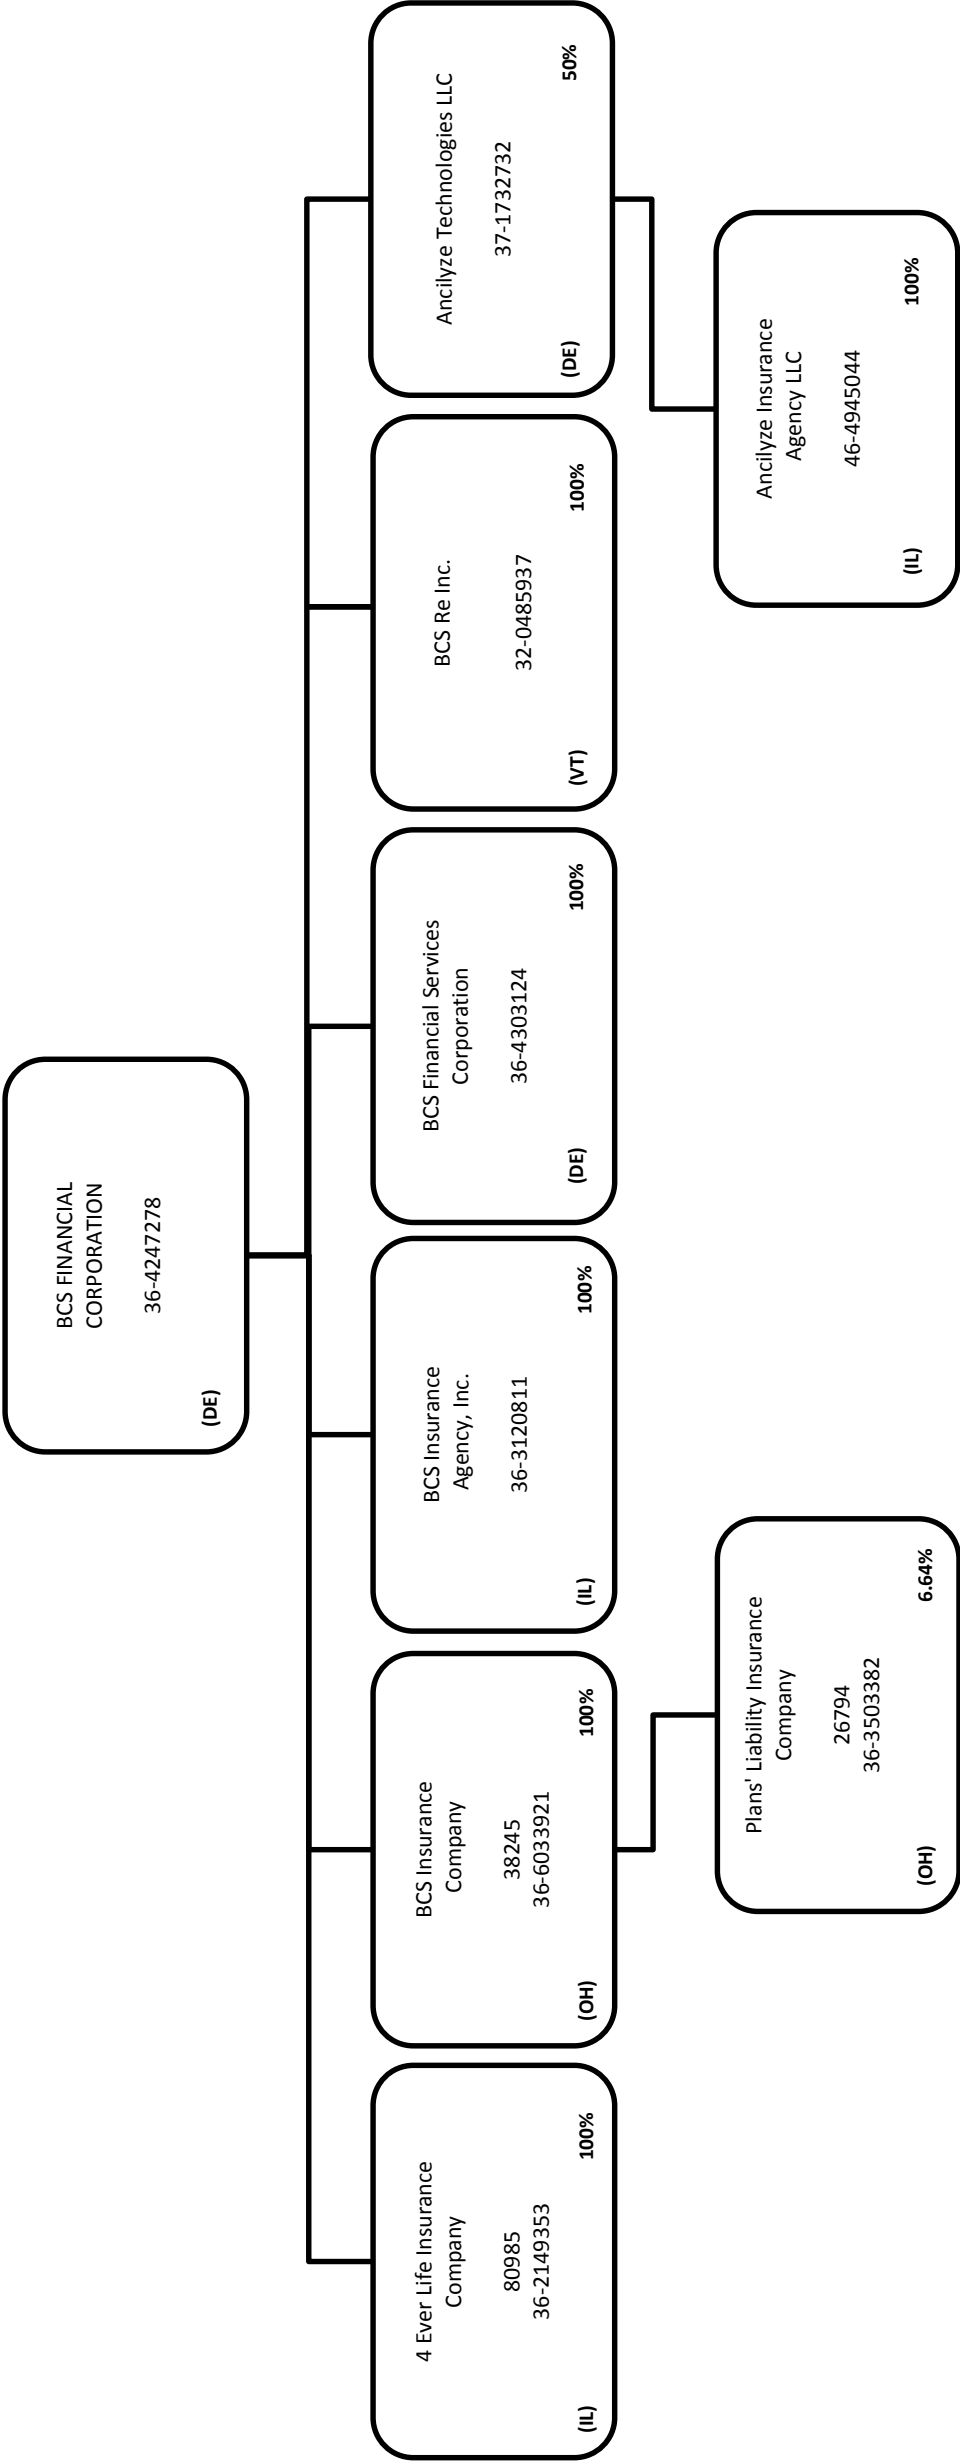 BCS FINANCIAL
CORPORATION
36-4247278
(DE)
4 Ever Life Insurance
Company
80985
36-2149353
(IL)
100%
BCS Insurance
Company
38245
36-6033921
(OH)
100%
BCS Insurance
Agency, Inc.
36-3120811
(IL)
100%
BCS Financial Services
Corporation
36-4303124
(DE)
100%
BCS Re Inc.
32-0485937
(VT)
100%
Ancilyze Technologies LLC
37-1732732
(DE)
50%
Plans' Liability Insurance
Company
26794
36-3503382
(OH)
6.64%
Ancilyze Insurance
Agency LLC
46-4945044
(IL)
100%